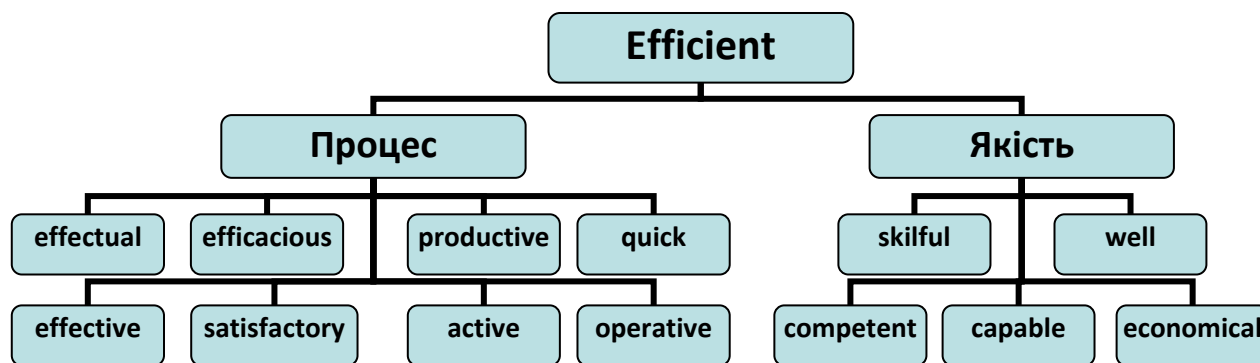 Efficient
Процес
Якість
effectual efficacious productive quick skilful well
effective satisfactory active operative competent capable economical